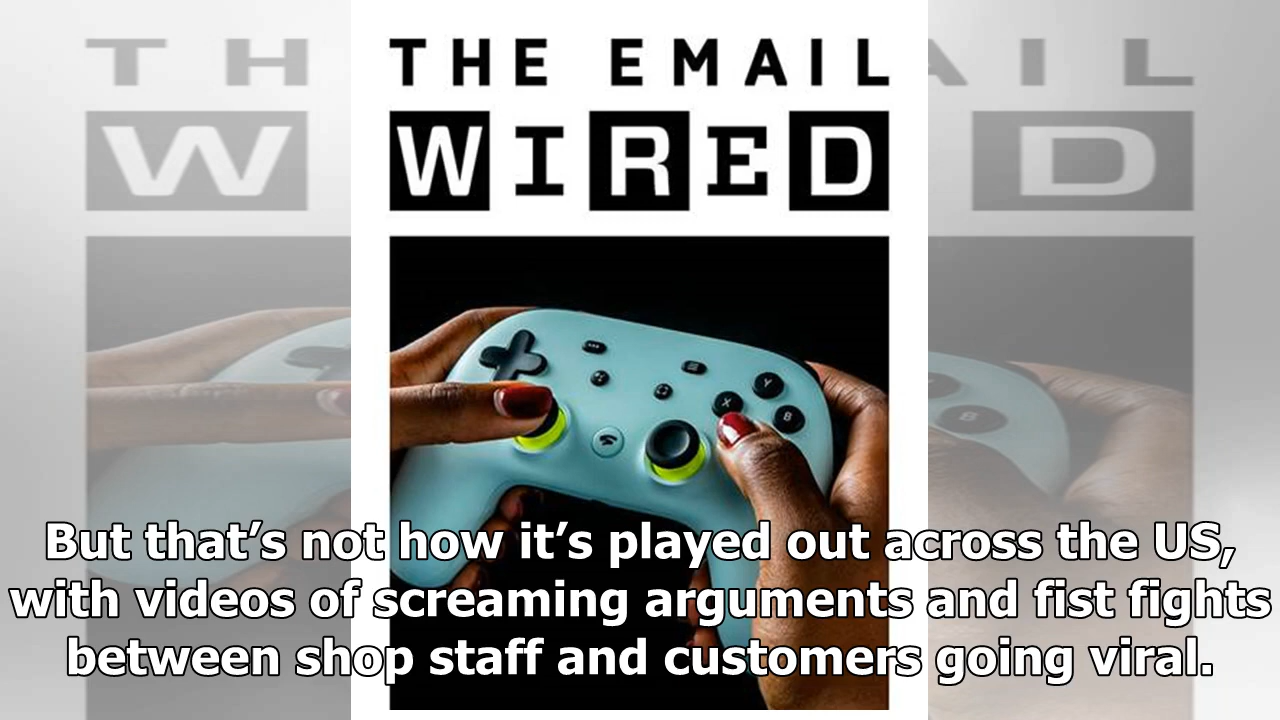 THE EMAIL
WIRED
Y
X
B
But that’s not how it’s played out across the US,
with videos of screaming arguments and fist fights
between shop staff and customers going viral.